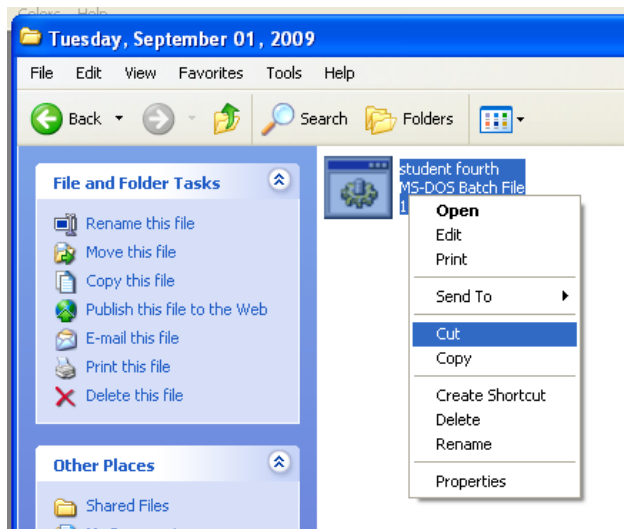 Colors Help
Tuesday, September 01, 2009
File Edit View Favorites Tools Help
Back Search Folders
File and Folder Tasks
Rename this file
Move this file
Copy this file
Publish this file to the Web
E-mail this file
Print this file
Delete this file
Other Places
Shared Files
student fourth
MS-DOS Batch File
1
Open
Edit
Print
Send To
Cut
Copy
Create Shortcut
Delete
Rename
Properties